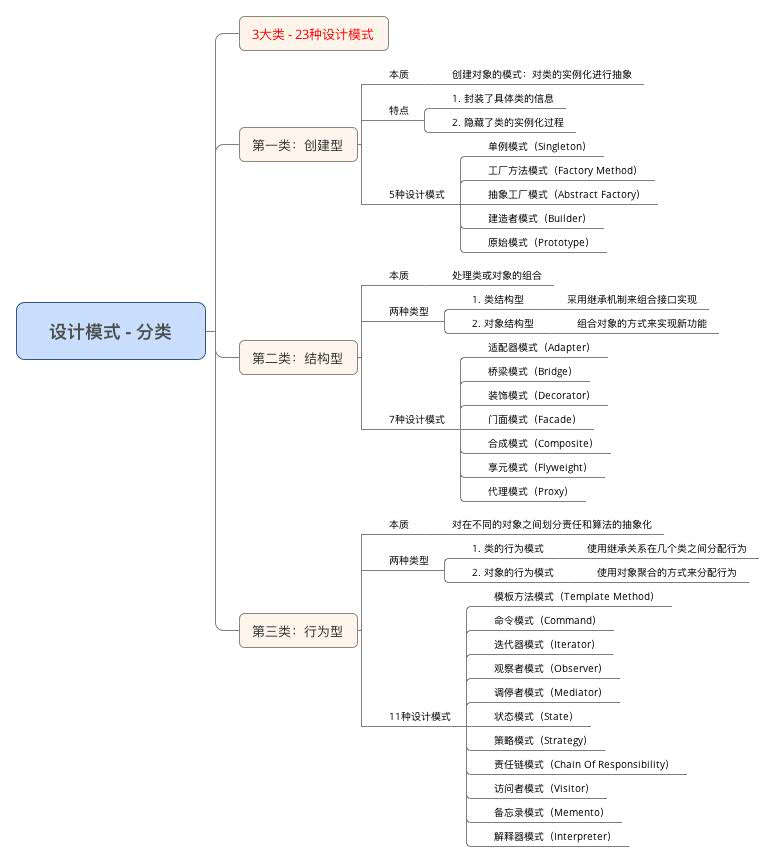 3大类 - 23种设计模式
设计模式 - 分类
第一类：创建型
本质
创建对象的模式：对类的实例化进行抽象
特点
1. 封装了具体类的信息
2. 隐藏了类的实例化过程
5种设计模式
单例模式（Singleton）
工厂方法模式（Factory Method）
抽象工厂模式（Abstract Factory）
建造者模式（Builder）
原始模式（Prototype）
第二类：结构型
本质
处理类或对象的组合
两种类型
1. 类结构型
采用继承机制来组合接口实现
2. 对象结构型
组合对象的方式来实现新功能
7种设计模式
适配器模式（Adapter）
桥梁模式（Bridge）
装饰模式（Decorator）
门面模式（Facade）
合成模式（Composite）
享元模式（Flyweight）
代理模式（Proxy）
第三类：行为型
本质
对在不同的对象之间划分责任和算法的抽象化
两种类型
1. 类的行为模式
使用继承关系在几个类之间分配行为
2. 对象的行为模式
使用对象聚合的方式来分配行为
11种设计模式
模板方法模式（Template Method）
命令模式（Command）
迭代器模式（Iterator）
观察者模式（Observer）
调停者模式（Mediator）
状态模式（State）
策略模式（Strategy）
责任链模式（Chain Of Responsibility）
访问者模式（Visitor）
备忘录模式（Memento）
解释器模式（Interpreter）